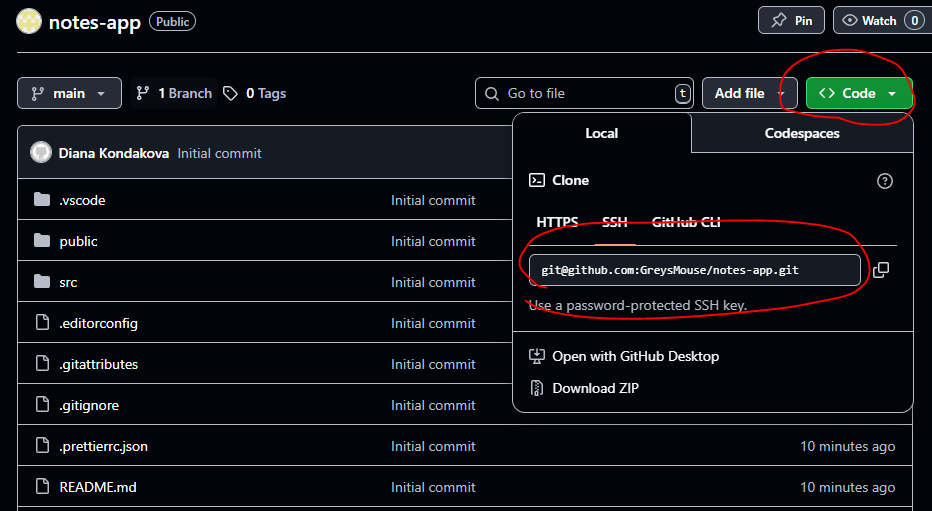 notes-app Public Pin Watch 0
main 1 Branch 0 Tags Go to file t Add file <> Code
Local Codespaces
Diana Kondakova Initial commit
Clone ?
.vscode Initial commit
HTTPS SSH GitHub CLI
public Initial commit
git@github.com:GreysMouse/notes-app.git
src Initial commit
Use a password-protected SSH key.
.editorconfig Initial commit
Open with GitHub Desktop
.gitattributes Initial commit
Download ZIP
.gitignore Initial commit
.prettierrc.json Initial commit 10 minutes ago
README.md Initial commit 10 minutes ago